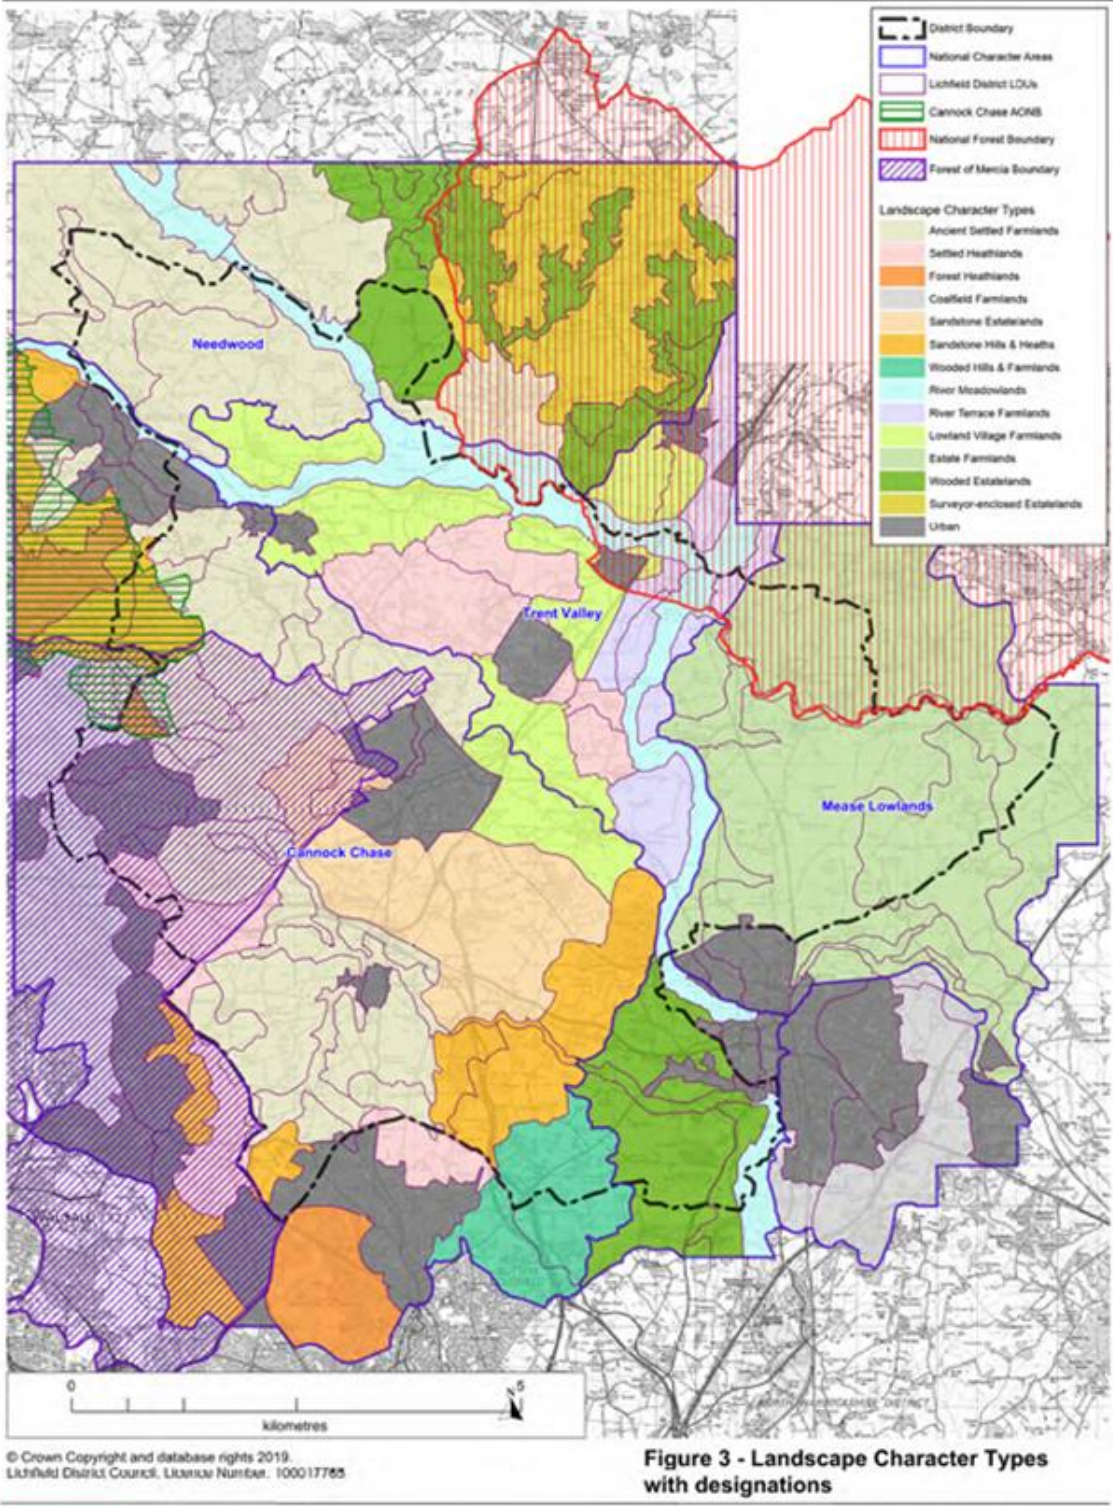 District Boundary
National Character Areas
Lichfield District LDUs
Cannock Chase AONB
National Forest Boundary
Forest of Mercia Boundary
Landscape Character Types
Ancient Settled Farmlands
Settled Heathlands
Forest Heathlands
Coalfield Farmlands
Sandstone Estatelands
Sandstone Hills & Heaths
Wooded Hills & Farmlands
River Meadowlands
River Terrace Farmlands
Lowland Village Farmlands
Estate Farmlands
Wooded Estatelands
Surveyor-enclosed Estatelands
Urban
Needwood
Trent Valley
Mease Lowlands
Cannock Chase
0 5
N
kilometres
© Crown Copyright and database rights 2019.
Lichfield District Council. Licence Number. 100017765
Figure 3 - Landscape Character Types
with designations